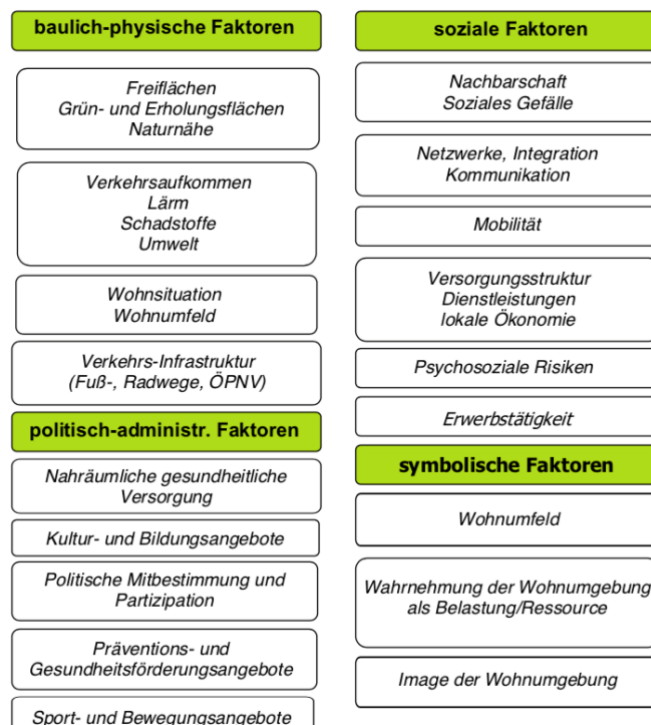 baulich-physische Faktoren
Freiflächen
Grün- und Erholungsflächen
Naturnähe
Verkehrsaufkommen
Lärm
Schadstoffe
Umwelt
Wohnsituation
Wohnumfeld
Verkehrs-Infrastruktur
(Fuß-, Radwege, ÖPNV)
politisch-administr. Faktoren
Nahräumliche gesundheitliche
Versorgung
Kultur- und Bildungsangebote
Politische Mitbestimmung und
Partizipation
Präventions- und
Gesundheitsförderungsangebote
Sport- und Bewegungsangebote
soziale Faktoren
Nachbarschaft
Soziales Gefälle
Netzwerke, Integration
Kommunikation
Mobilität
Versorgungsstruktur
Dienstleistungen
lokale Ökonomie
Psychosoziale Risiken
Erwerbstätigkeit
symbolische Faktoren
Wohnumfeld
Wahrnehmung der Wohnumgebung
als Belastung/Ressource
Image der Wohnumgebung